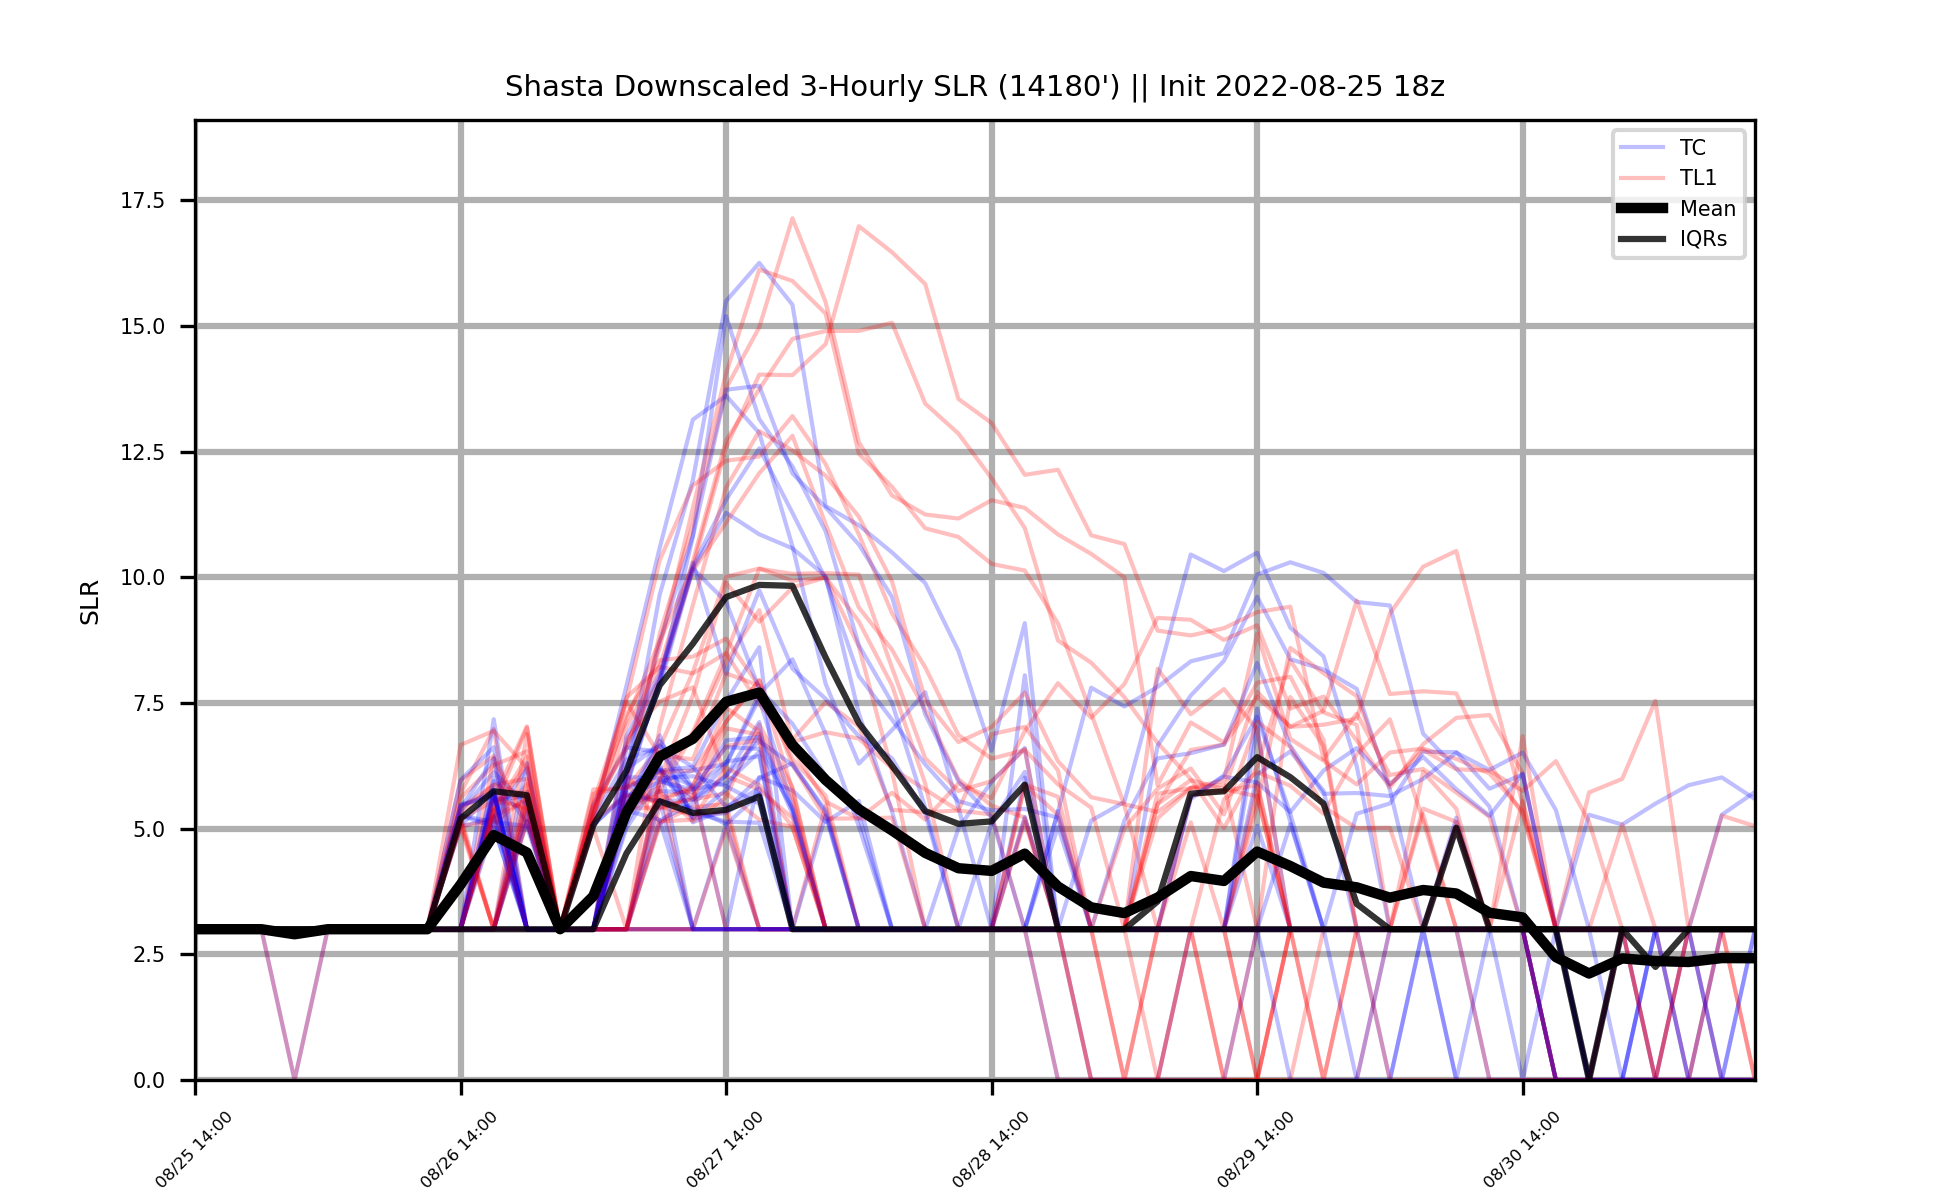 Shasta Downscaled 3-Hourly SLR (14180') || Init 2022-08-25 18z
TC
TL1
Mean
IQRs
17.5
15.0
12.5
10.0
7.5
5.0
2.5
0.0
SLR
08/25 14:00
08/26 14:00
08/27 14:00
08/28 14:00
08/29 14:00
08/30 14:00